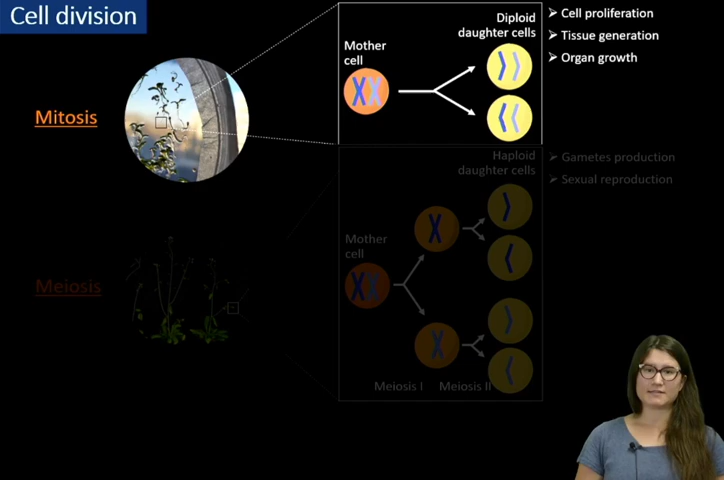 Cell division
Mitosis
Mother
cell
Diploid
daughter cells
➢ Cell proliferation
➢ Tissue generation
➢ Organ growth
Meiosis
Mother
cell
Haploid
daughter cells
Meiosis I
Meiosis II
➢ Gametes production
➢ Sexual reproduction